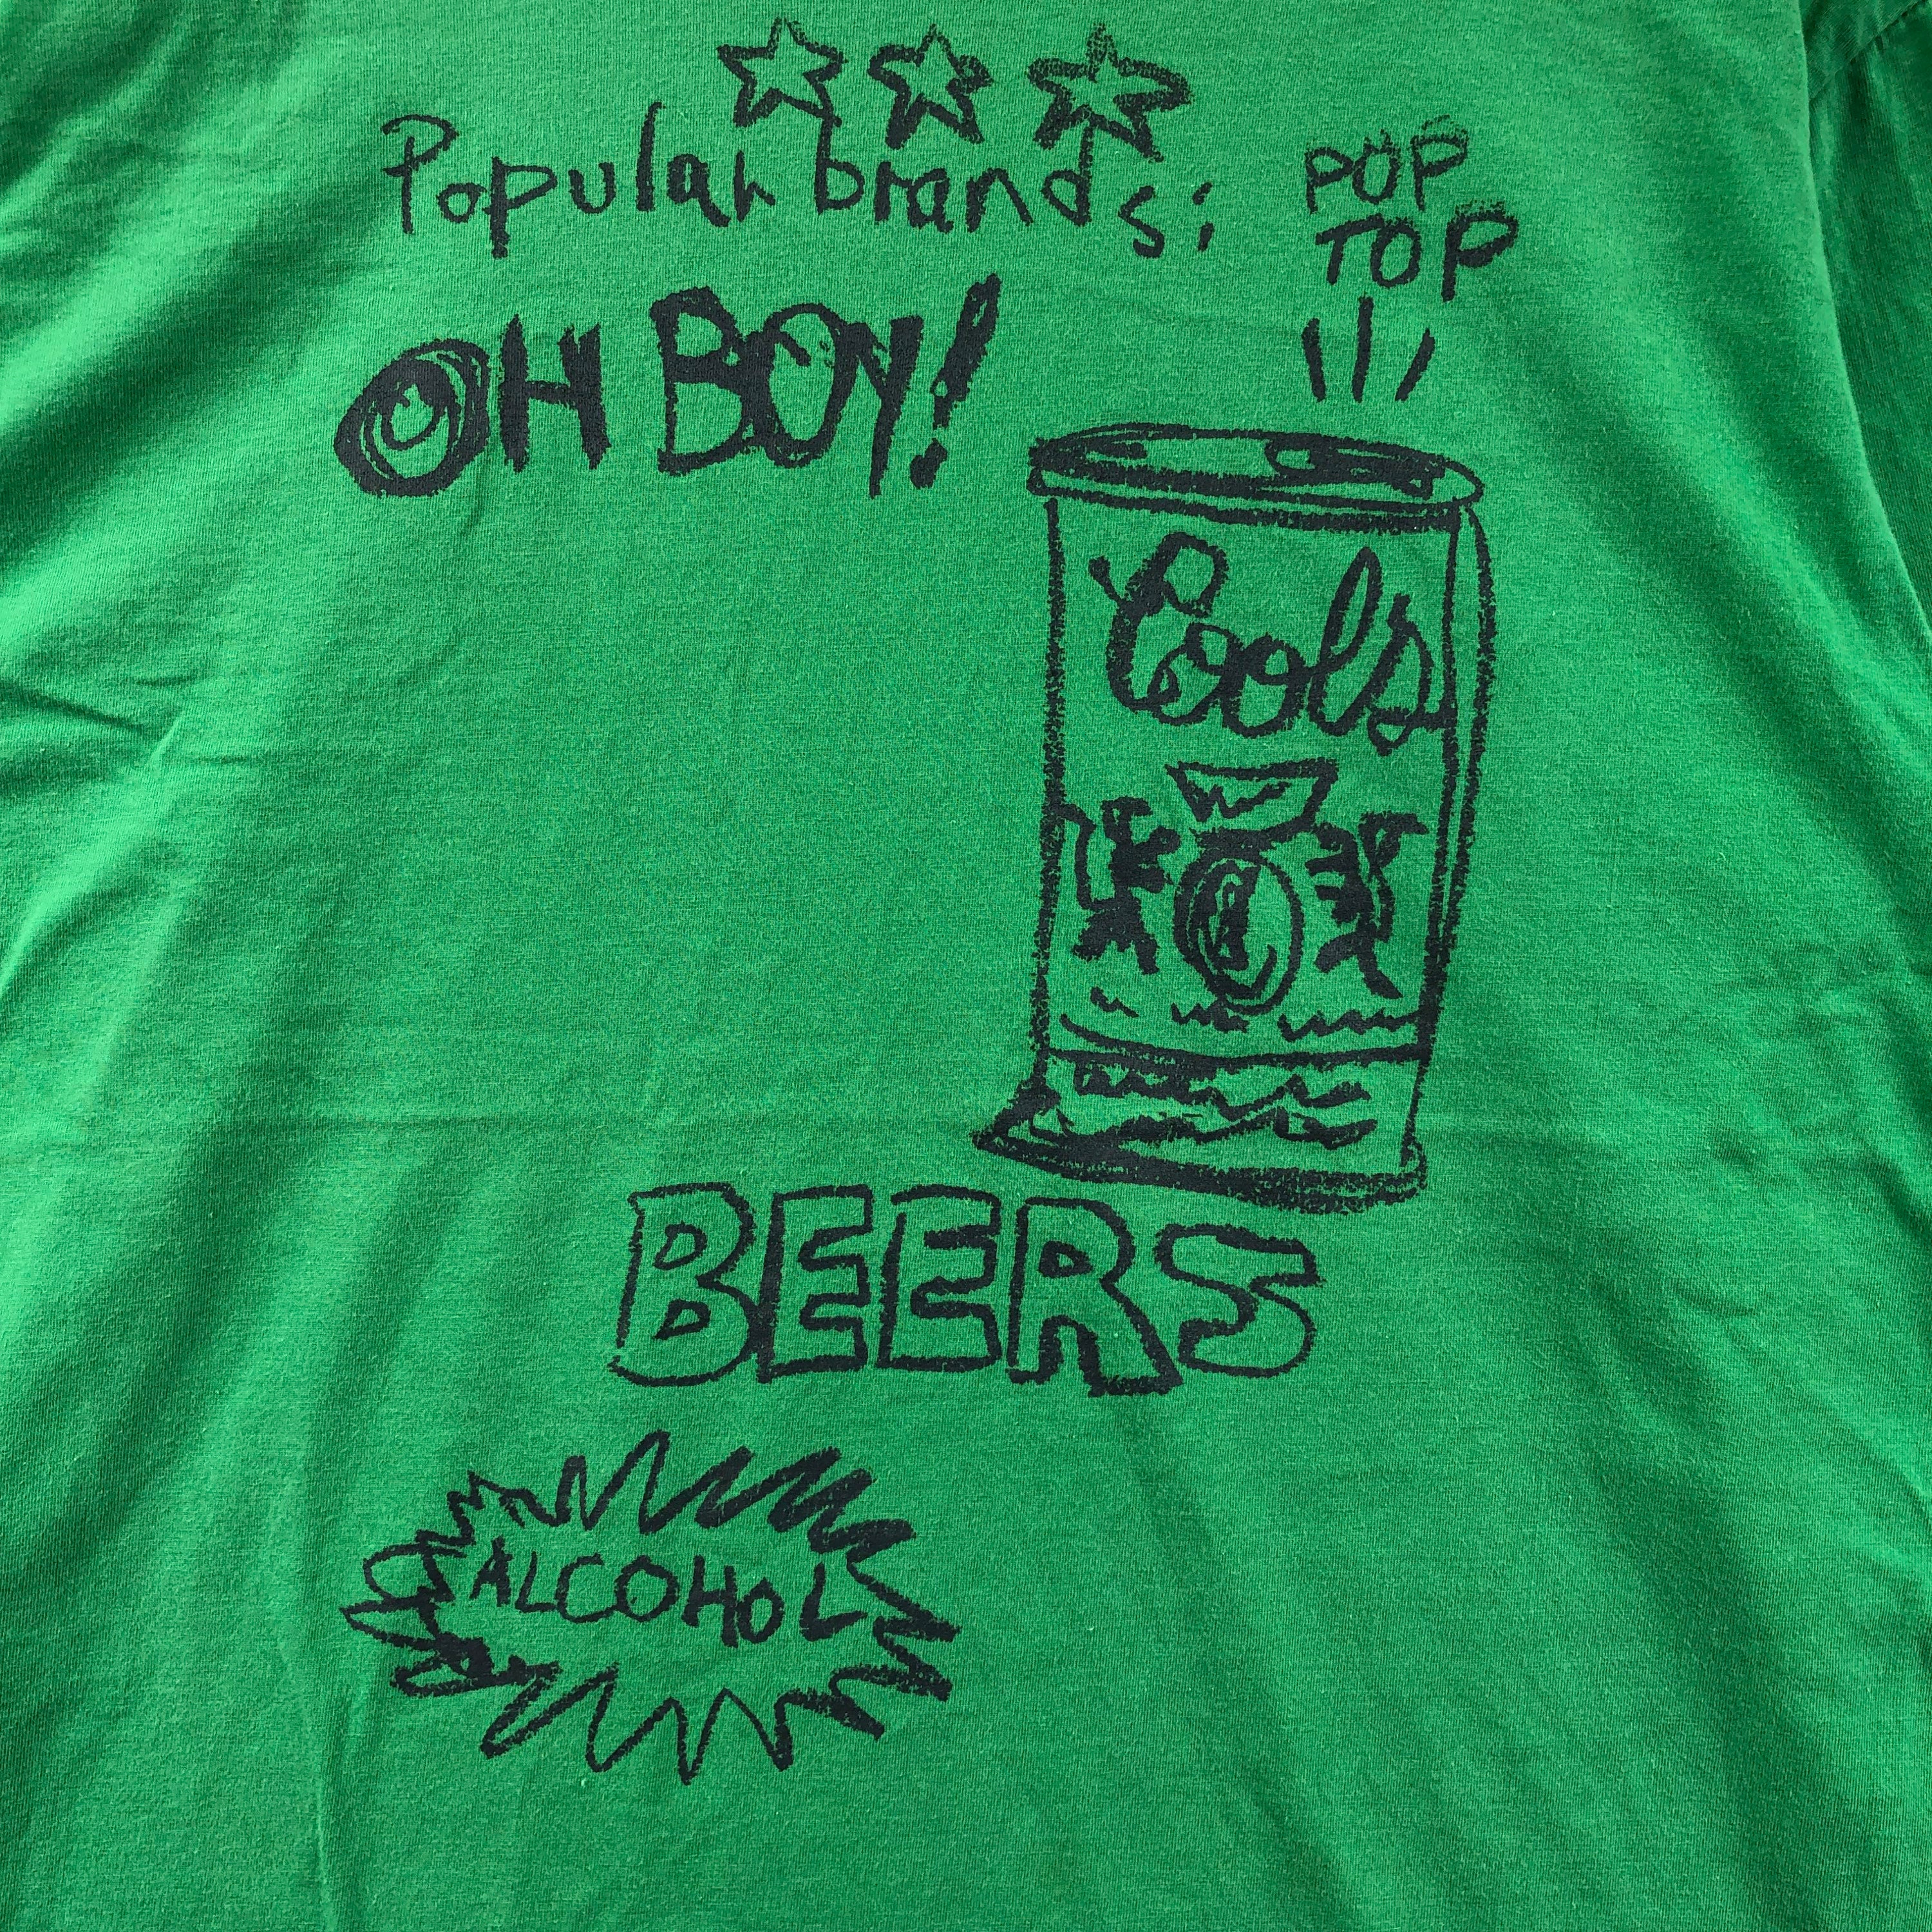 Popular brands:
POP
TOP
OH BOY!
Cools
BEERS
ALCOHOL